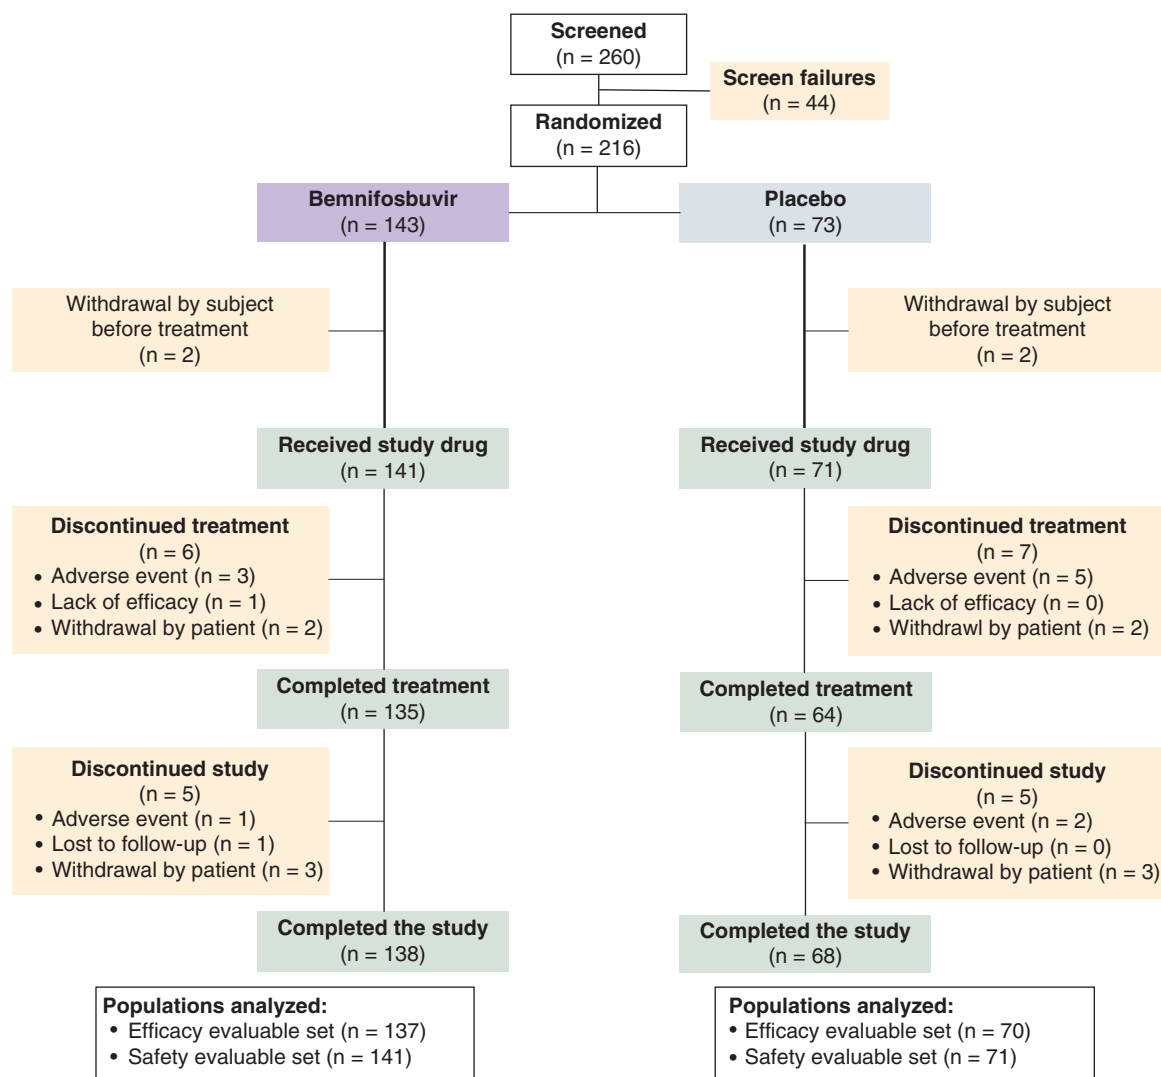 Screened
(n = 260)
Screen failures
(n = 44)
Randomized
(n = 216)
Bemnifosbuvir
(n = 143)
Placebo
(n = 73)
Withdrawal by subject
before treatment
(n = 2)
Withdrawal by subject
before treatment
(n = 2)
Received study drug
(n = 141)
Received study drug
(n = 71)
Discontinued treatment
(n = 6)
• Adverse event (n = 3)
• Lack of efficacy (n = 1)
• Withdrawal by patient (n = 2)
Discontinued treatment
(n = 7)
• Adverse event (n = 5)
• Lack of efficacy (n = 0)
• Withdrawl by patient (n = 2)
Completed treatment
(n = 135)
Completed treatment
(n = 64)
Discontinued study
(n = 5)
• Adverse event (n = 1)
• Lost to follow-up (n = 1)
• Withdrawal by patient (n = 3)
Discontinued study
(n = 5)
• Adverse event (n = 2)
• Lost to follow-up (n = 0)
• Withdrawal by patient (n = 3)
Completed the study
(n = 138)
Completed the study
(n = 68)
Populations analyzed:
• Efficacy evaluable set (n = 137)
• Safety evaluable set (n = 141)
Populations analyzed:
• Efficacy evaluable set (n = 70)
• Safety evaluable set (n = 71)